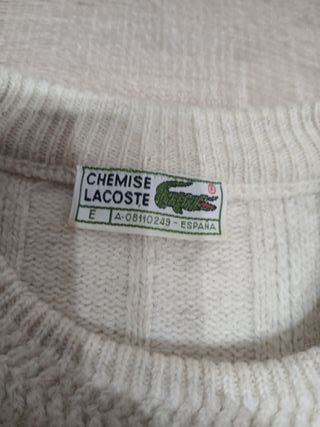 CHEMISE
LACOSTE
®
E A-08110249 - ESPAÑA